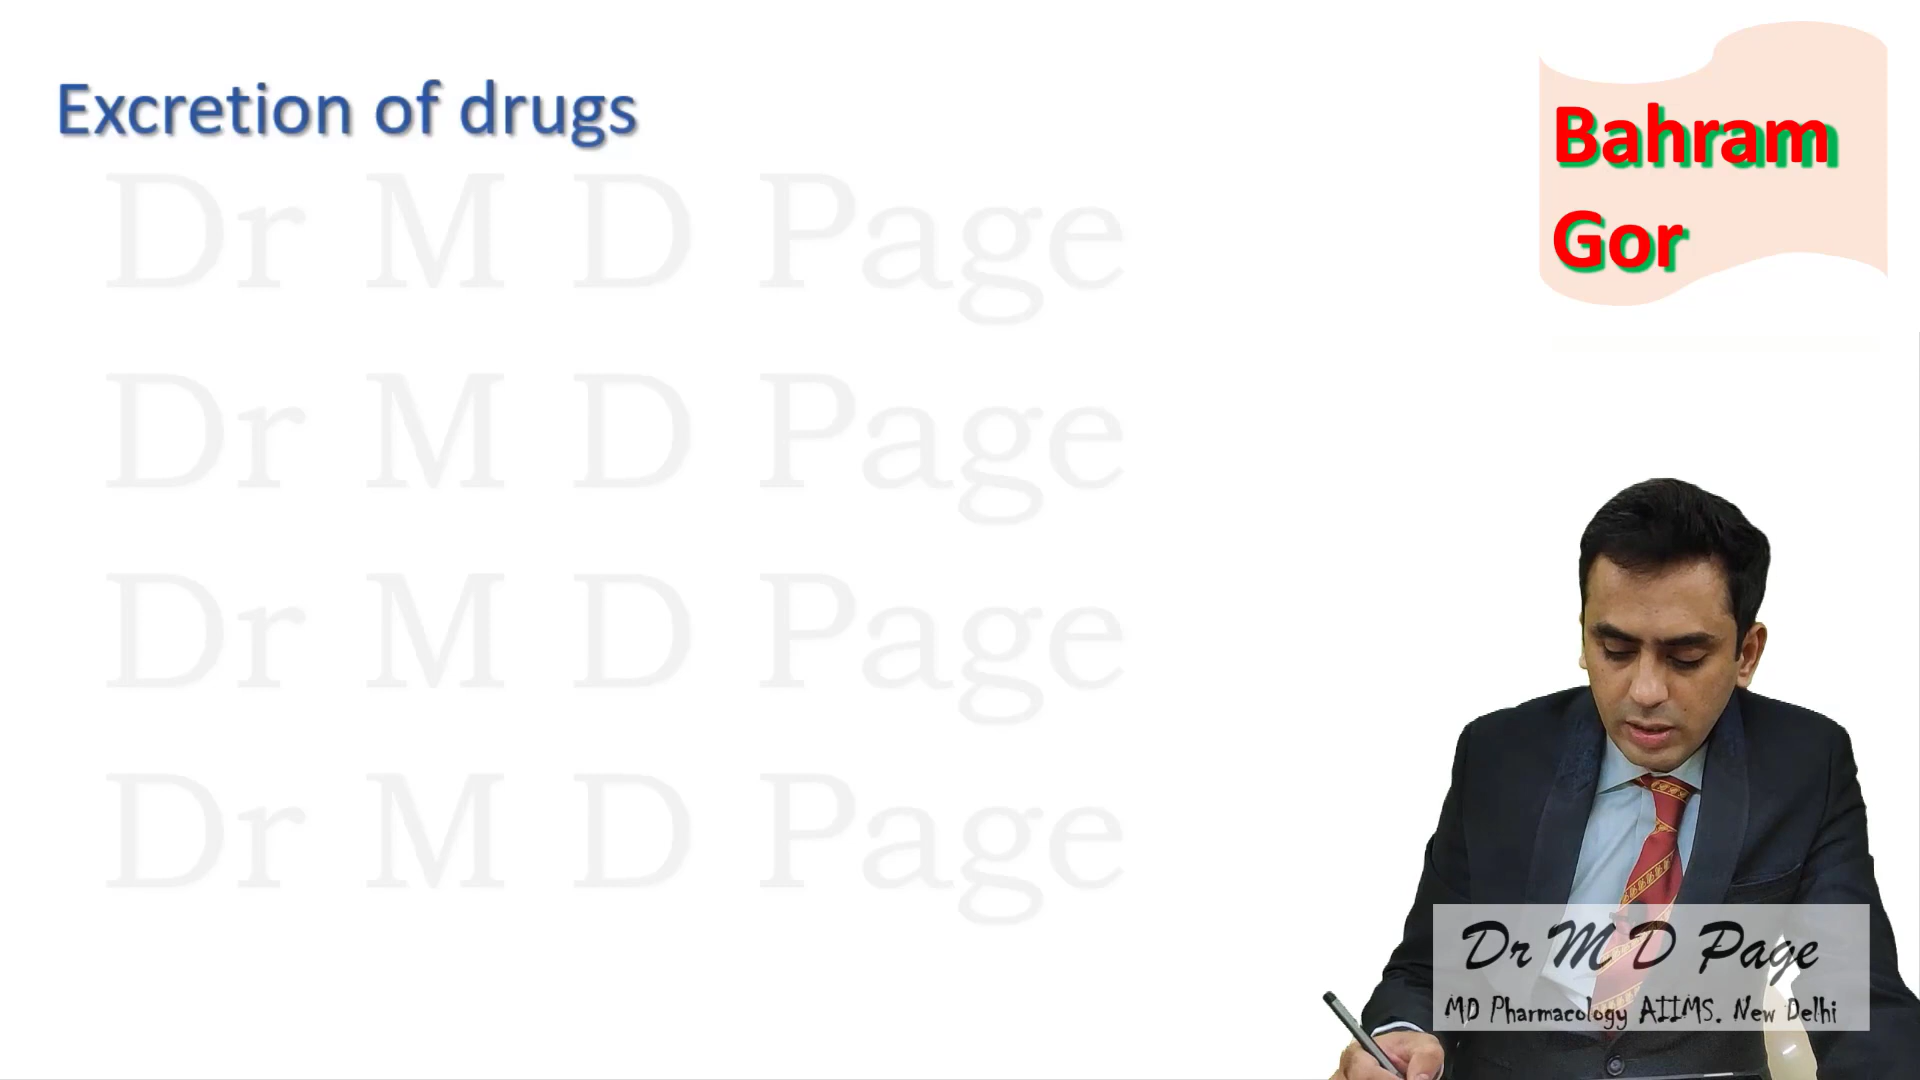 Excretion of drugs
Bahram
Gor
Dr M D Page
Dr M D Page
Dr M D Page
Dr M D Page
Dr M D Page
MD Pharmacology AIIMS. New Delhi